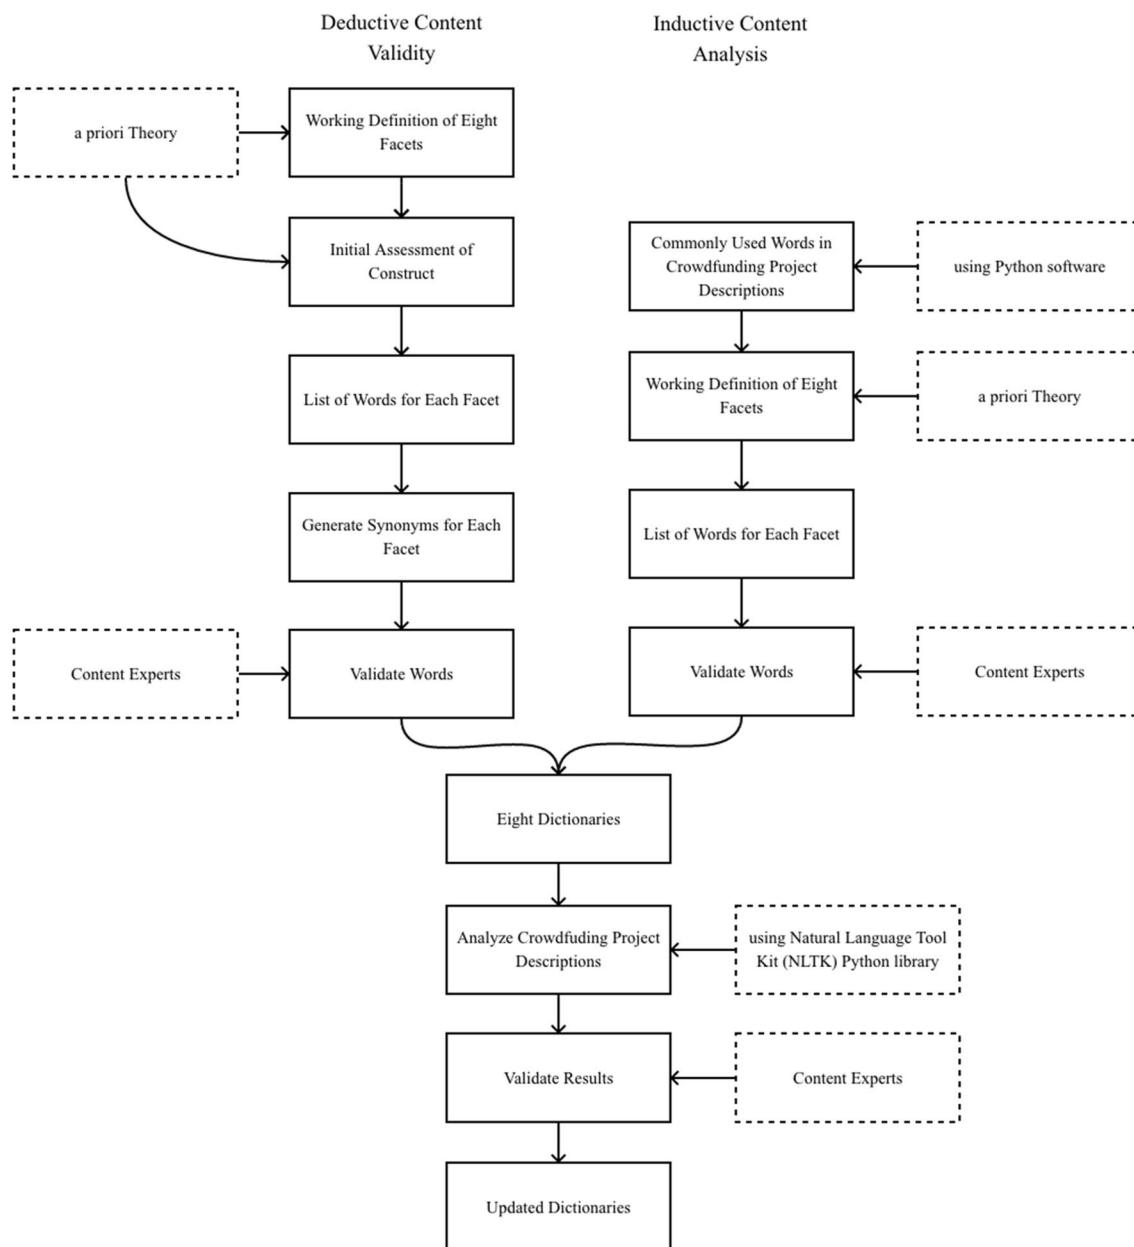 Deductive Content
Validity
Inductive Content
Analysis
a priori Theory
Working Definition of Eight
Facets
Initial Assessment of
Construct
Commonly Used Words in
Crowdfunding Project
Descriptions
using Python software
List of Words for Each Facet
Working Definition of Eight
Facets
a priori Theory
Generate Synonyms for Each
Facet
List of Words for Each Facet
Content Experts
Validate Words
Validate Words
Content Experts
Eight Dictionaries
Analyze Crowdfuding Project
Descriptions
using Natural Language Tool
Kit (NLTK) Python library
Validate Results
Content Experts
Updated Dictionaries